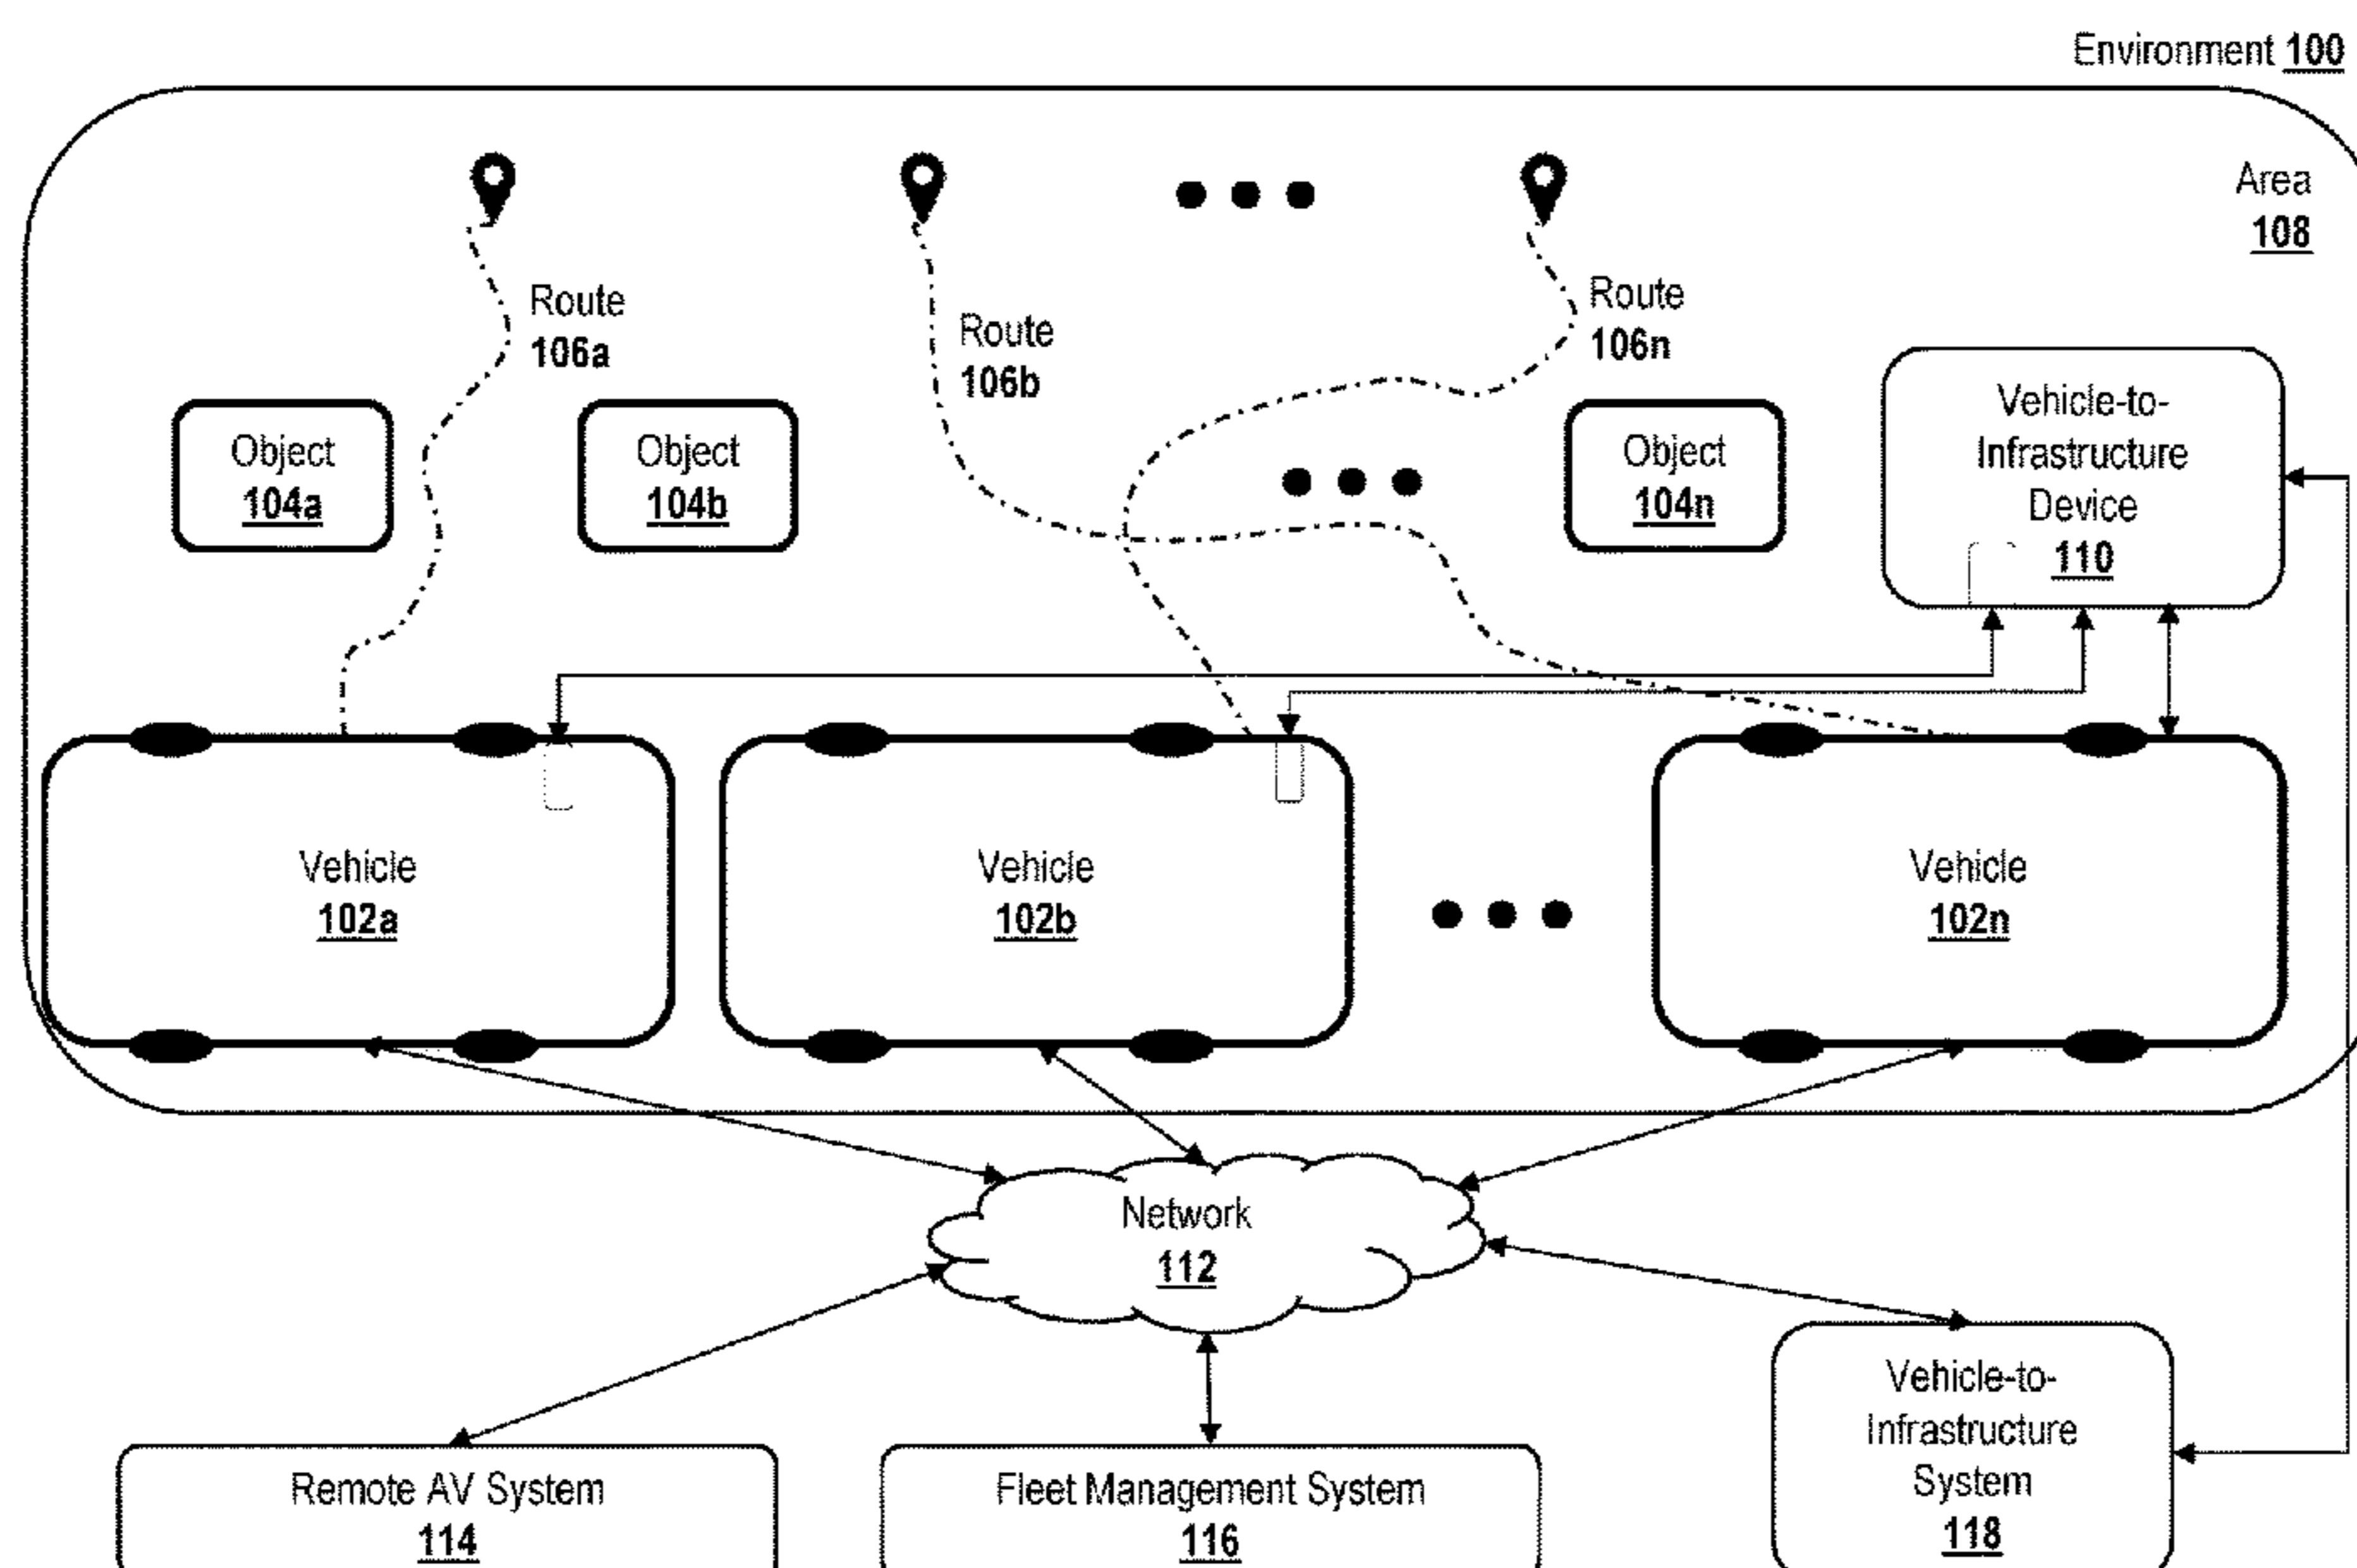 Environment 100
Area
108
Route
106a
Route
106b
Route
106n
Object
104a
Object
104b
Object
104n
Vehicle-to-
Infrastructure
Device
110
Vehicle
102a
Vehicle
102b
Vehicle
102n
Network
112
Remote AV System
114
Fleet Management System
116
Vehicle-to-
Infrastructure
System
118